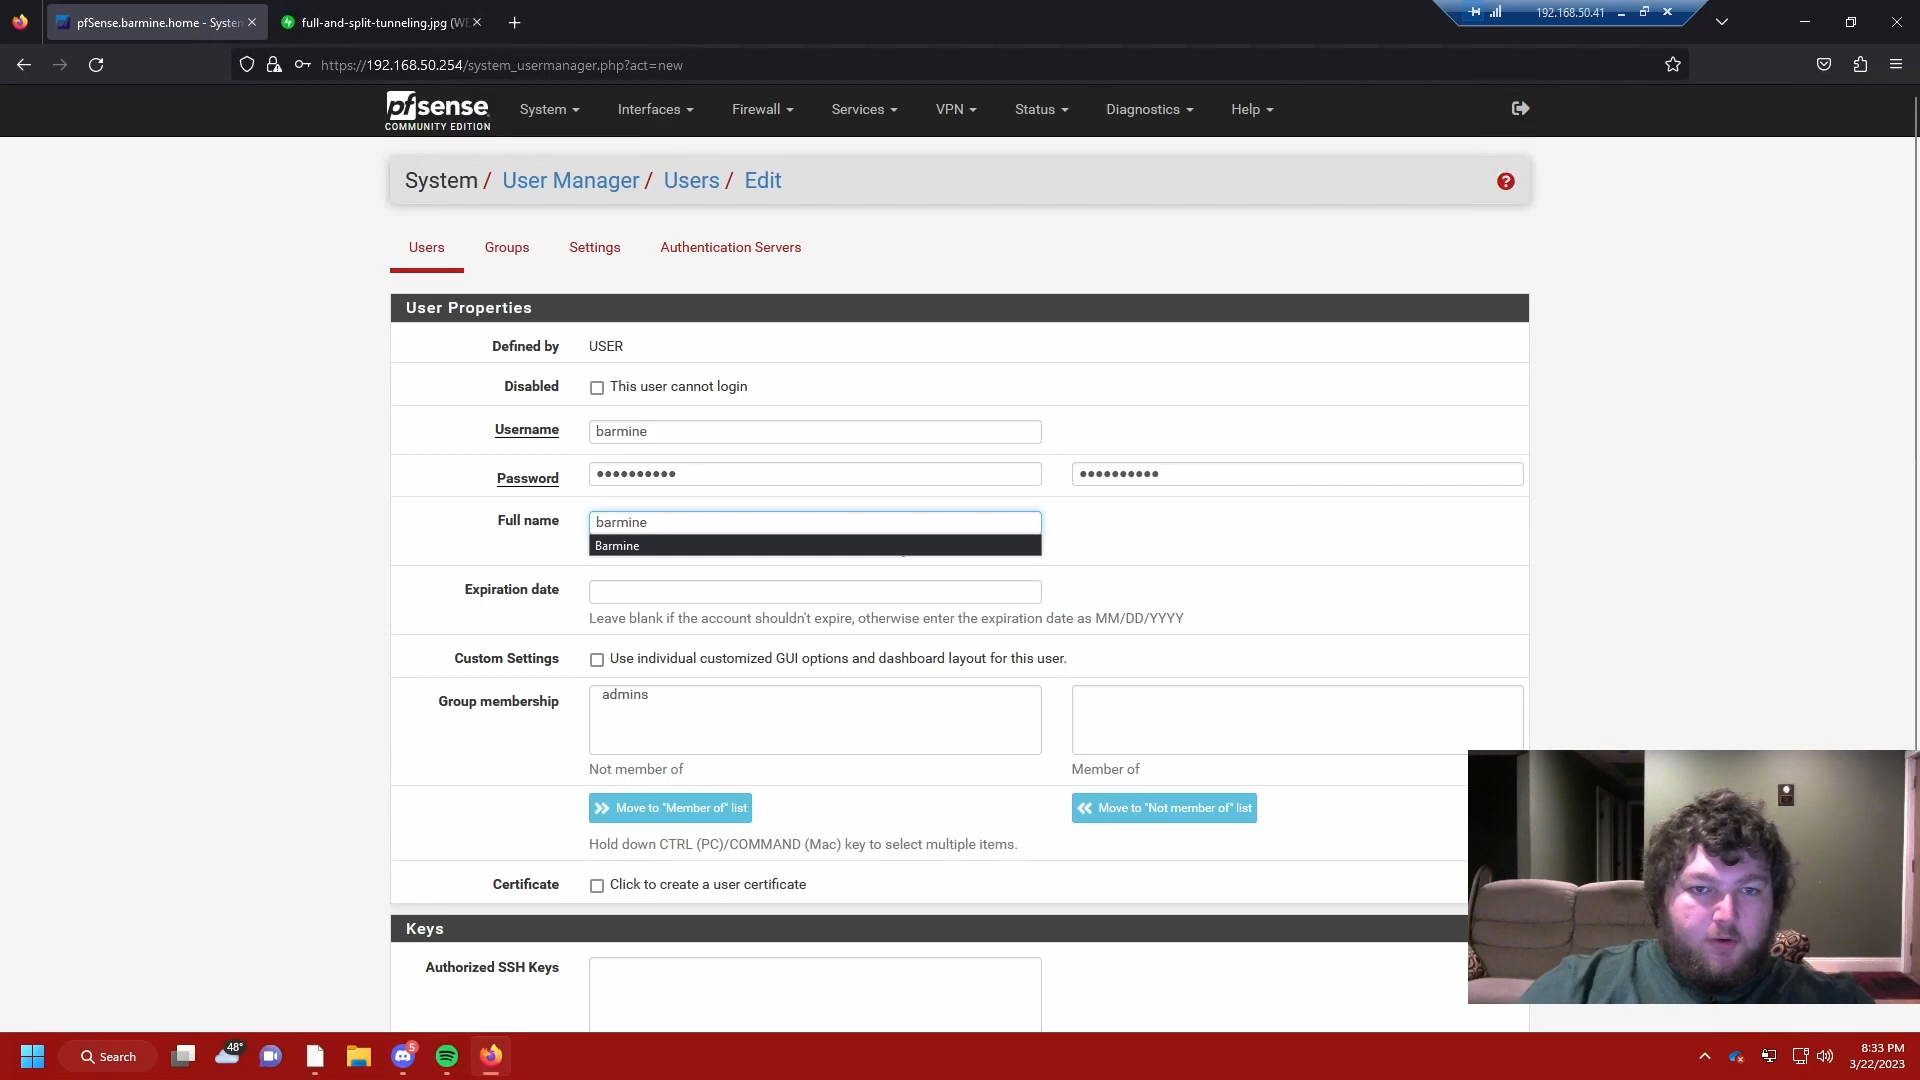 pfSense.barmine.home - System
full-and-split-tunneling.jpg (WE
192.168.50.41
https://192.168.50.254/system_usermanager.php?act=new
pfsense
COMMUNITY EDITION
System
Interfaces
Firewall
Services
VPN
Status
Diagnostics
Help
System / User Manager / Users / Edit
?
Users
Groups
Settings
Authentication Servers
User Properties
Defined by
USER
Disabled
This user cannot login
Username
barmine
Password
Full name
barmine
Barmine
Expiration date
Leave blank if the account shouldn't expire, otherwise enter the expiration date as MM/DD/YYYY
Custom Settings
Use individual customized GUI options and dashboard layout for this user.
Group membership
admins
Not member of
Member of
Move to "Member of" list
Move to "Not member of" list
Hold down CTRL (PC)/COMMAND (Mac) key to select multiple items.
Certificate
Click to create a user certificate
Keys
Authorized SSH Keys
Search
48°
5
8:33 PM
3/22/2023